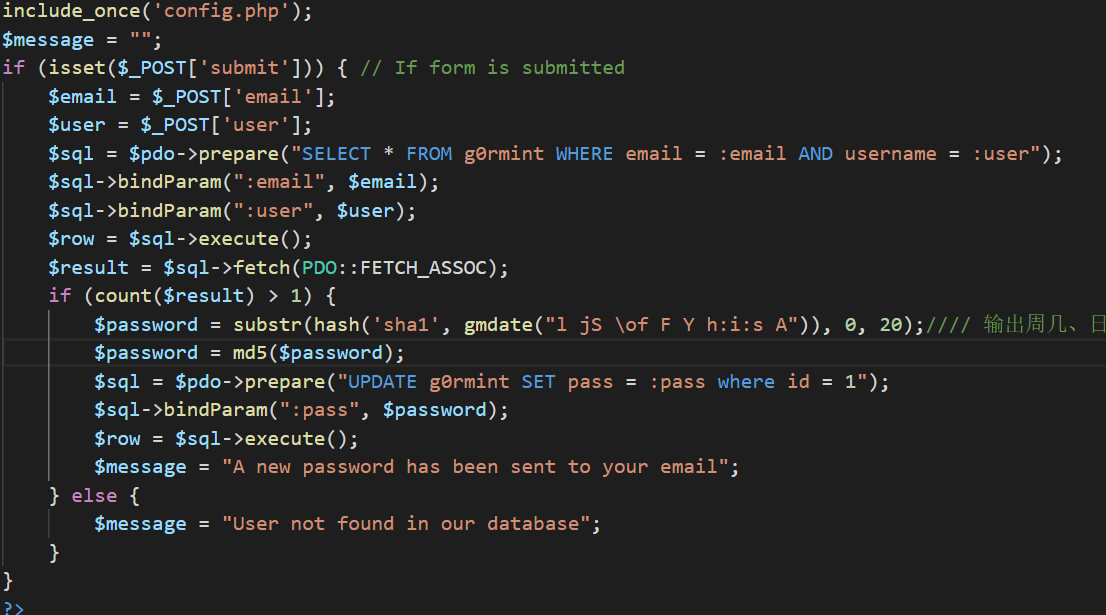 include_once('config.php');
$message = "";
if (isset($_POST['submit'])) { // If form is submitted
$email = $_POST['email'];
$user = $_POST['user'];
$sql = $pdo->prepare("SELECT * FROM g0rmint WHERE email = :email AND username = :user");
$sql->bindParam(":email", $email);
$sql->bindParam(":user", $user);
$row = $sql->execute();
$result = $sql->fetch(PDO::FETCH_ASSOC);
if (count($result) > 1) {
$password = substr(hash('sha1', gmdate("l jS \of F Y h:i:s A")), 0, 20);//// 输出周几、日
$password = md5($password);
$sql = $pdo->prepare("UPDATE g0rmint SET pass = :pass where id = 1");
$sql->bindParam(":pass", $password);
$row = $sql->execute();
$message = "A new password has been sent to your email";
} else {
$message = "User not found in our database";
}
}
?>